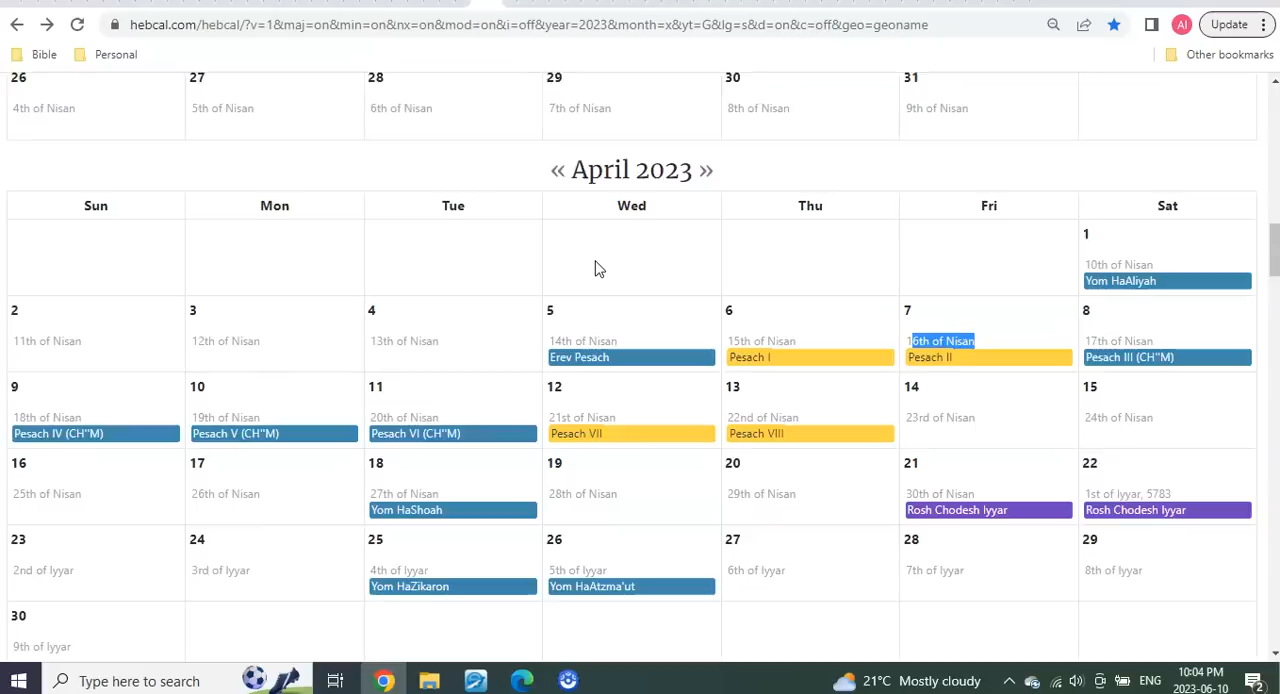 hebcal.com/hebcal/?v=1&maj=on&min=on&nx=on&mod=on&i=off&year=2023&month=x&yt=G&lg=s&d=on&c=off&geo=geoname
AI
Update
Bible
Personal
Other bookmarks
26 27 28 29 30 31
4th of Nisan 5th of Nisan 6th of Nisan 7th of Nisan 8th of Nisan 9th of Nisan
« April 2023 »
Sun Mon Tue Wed Thu Fri Sat
1
10th of Nisan
Yom HaAliyah
2 3 4 5 6 7 8
11th of Nisan 12th of Nisan 13th of Nisan 14th of Nisan 15th of Nisan 16th of Nisan 17th of Nisan
Erev Pesach Pesach I Pesach II Pesach III (CH''M)
9 10 11 12 13 14 15
18th of Nisan 19th of Nisan 20th of Nisan 21st of Nisan 22nd of Nisan 23rd of Nisan 24th of Nisan
Pesach IV (CH''M) Pesach V (CH''M) Pesach VI (CH''M) Pesach VII Pesach VIII
16 17 18 19 20 21 22
25th of Nisan 26th of Nisan 27th of Nisan 28th of Nisan 29th of Nisan 30th of Nisan 1st of Iyyar, 5783
Yom HaShoah Rosh Chodesh Iyyar Rosh Chodesh Iyyar
23 24 25 26 27 28 29
2nd of Iyyar 3rd of Iyyar 4th of Iyyar 5th of Iyyar 6th of Iyyar 7th of Iyyar 8th of Iyyar
Yom HaZikaron Yom HaAtzma'ut
30
9th of Iyyar
Type here to search
21°C Mostly cloudy
ENG
10:04 PM
2023-06-10
2